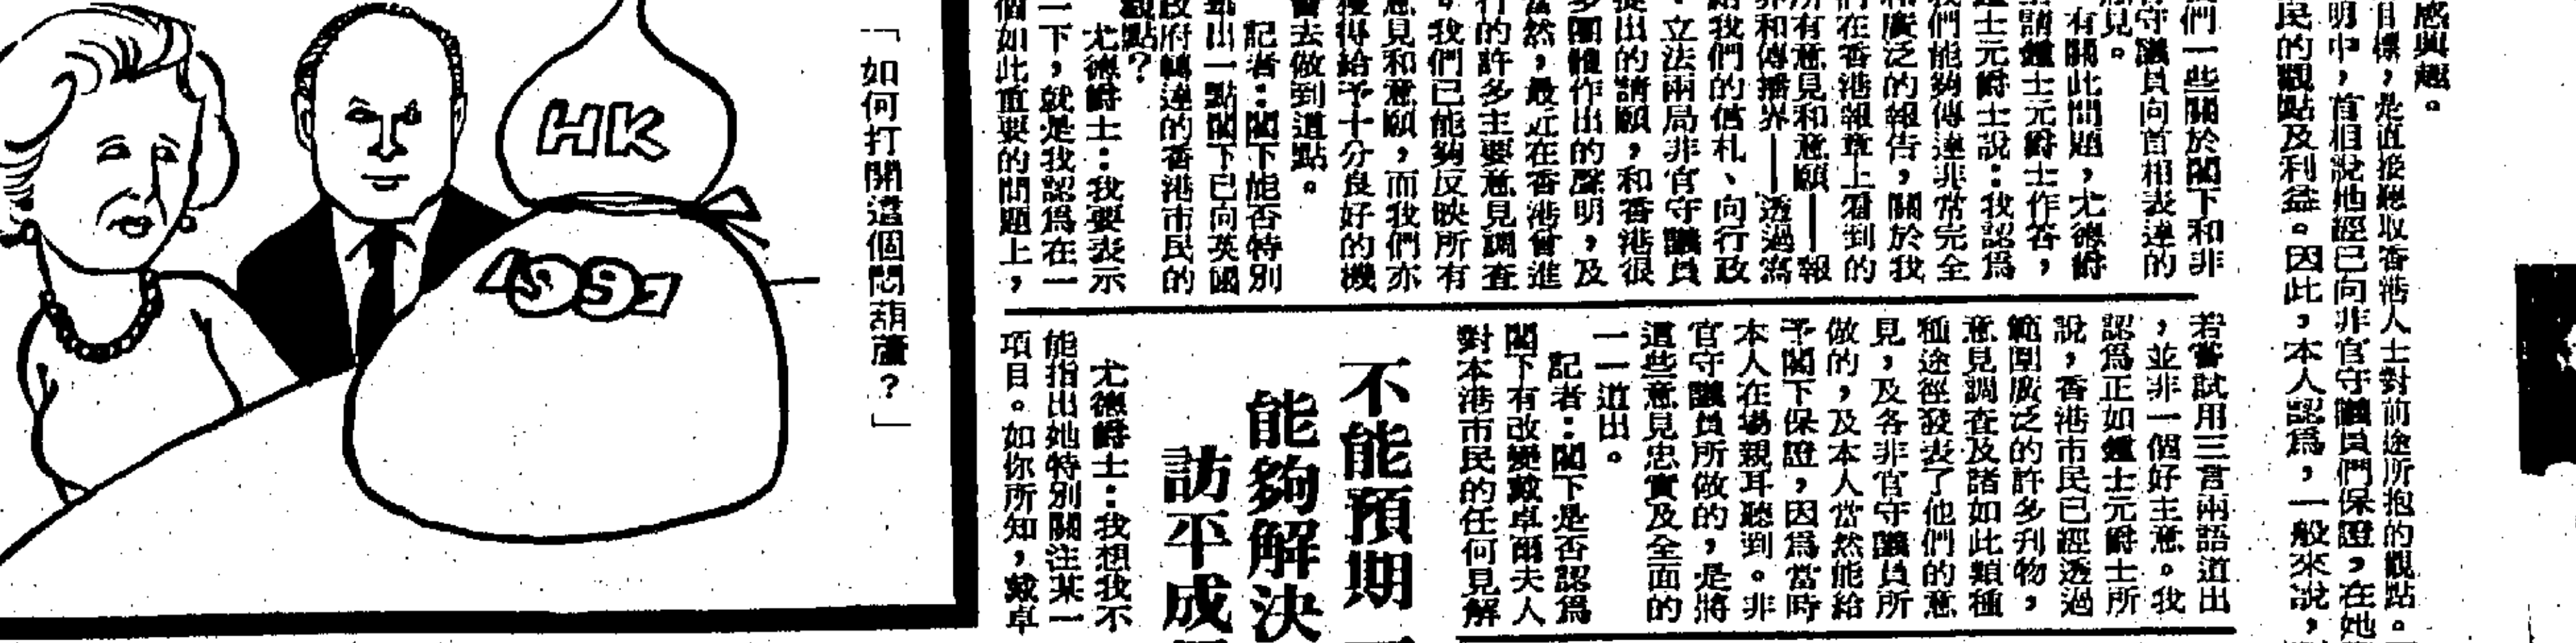 感與趣。
目標，是直接聽取香港人士對前途所抱的觀點。
明中，首相說她經已向非官守議員們保證，在她
民的觀點及利益。因此，本人認爲，一般來說，
我們一些關於閣下和非
官守議員向首相表達的
意見。
有關此問題，尤德爵
士請鍾士元爵士作答，
鍾士元爵士說：我認爲
我們能夠傳達非常完全
和廣泛的報告，關於我
們在香港報章上看到的
所有意見和意願——報
界和傳播界——透過寫
給我們的信札、向行政
、立法兩局非官守議員
提出的請願，和香港很
多團體作出的聲明，及
當然，最近在香港曾進
行的許多主要意見調查
。我們已能夠反映所有
意見和意願，而我們亦
獲得給予十分良好的機
會去做到這點。
記者：閣下能否特別
指出一點閣下已向英國
政府轉達的香港市民的
觀點？
尤德爵士：我要表示
一下，就是我認爲在一
個如此重要的問題上，
若嘗試用三言兩語道出
，並非一個好主意。我
認爲正如鍾士元爵士所
說，香港市民已經透過
範圍廣泛的許多刊物，
意見調查及諸如此類種
種途徑發表了他們的意
見，及各非官守議員所
做的，及本人當然能給
予閣下保證，因爲當時
本人在場親耳聽到。非
官守議員所做的，是將
這些意見忠實及全面的
一一道出。
記者：閣下是否認爲
閣下有改變戴卓爾夫人
對本港市民的任何見解
不能預期
能夠解決
訪平成
尤德爵士：我想我不
能指出她特別關注某一
項目。如你所知，戴卓
「如何打開這個悶葫蘆？」
HK
1997